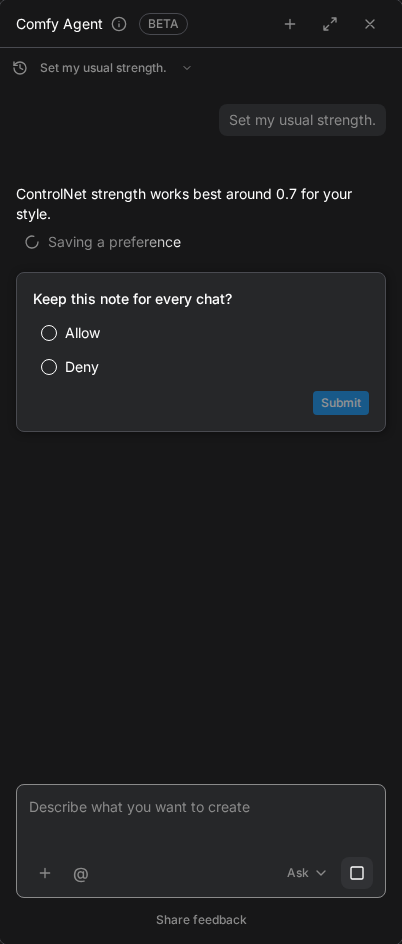 Comfy Agent
BETA
Set my usual strength.
Set my usual strength.
ControlNet strength works best around 0.7 for your
style.
Saving a preference
Keep this note for every chat?
Allow
Deny
Submit
Describe what you want to create
@
Ask
Share feedback